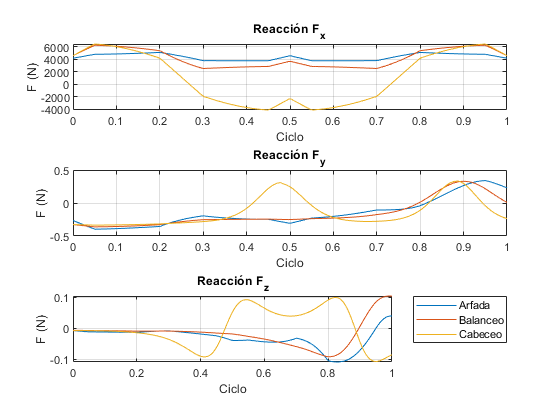 Reacción Fx
F (N)
6000
4000
2000
0
-2000
-4000
0 0.1 0.2 0.3 0.4 0.5 0.6 0.7 0.8 0.9 1
Ciclo
Reacción Fy
F (N)
0.5
0
-0.5
0 0.1 0.2 0.3 0.4 0.5 0.6 0.7 0.8 0.9 1
Ciclo
Reacción Fz
F (N)
0.1
0
-0.1
0 0.2 0.4 0.6 0.8 1
Ciclo
Arfada
Balanceo
Cabeceo